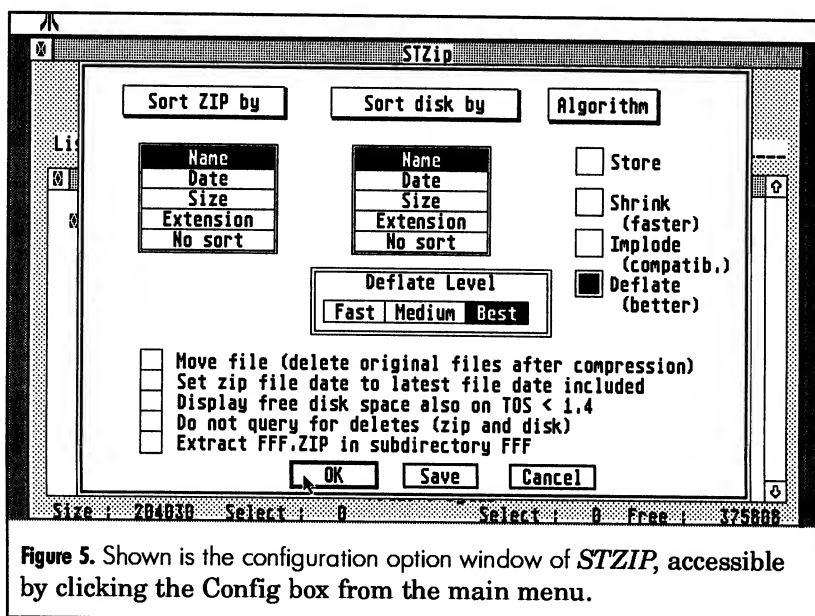 STZip
Sort ZIP by Sort disk by Algorithm
Name
Date
Size
Extension
No sort
Name
Date
Size
Extension
No sort
Store
Shrink
(faster)
Implode
(compatib.)
Deflate
(better)
Deflate Level
Fast Medium Best
Move file (delete original files after compression)
Set zip file date to latest file date included
Display free disk space also on TOS < 1.4
Do not query for deletes (zip and disk)
Extract FFF.ZIP in subdirectory FFF
OK Save Cancel
Size : 204030 Select : 0 Select : 0 Free : 375808
Figure 5. Shown is the configuration option window of STZIP, accessible
by clicking the Config box from the main menu.